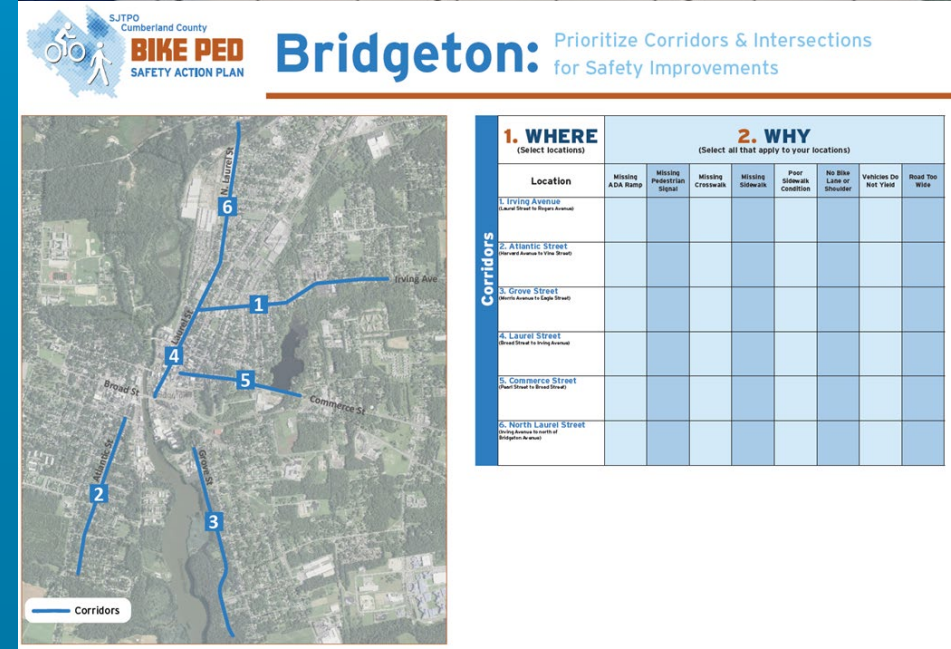 SJTPO
Cumberland County
BIKE PED
SAFETY ACTION PLAN
Bridgeton:
Prioritize Corridors & Intersections
for Safety Improvements
N. Laurel St
6
Irving Ave
1
Laurel St
4
5
Broad St
Commerce St
Atlantic St
2
Grove St
3
Corridors
1. WHERE
(Select locations)
2. WHY
(Select all that apply to your locations)
Location
Missing
ADA Ramp
Missing
Pedestrian
Signal
Missing
Crosswalk
Missing
Sidewalk
Poor
Sidewalk
Condition
No Bike
Lane or
Shoulder
Vehicles Do
Not Yield
Road Too
Wide
Corridors
1. Irving Avenue
(Laurel Street to Rogers Avenue)
2. Atlantic Street
(Harvard Avenue to Vine Street)
3. Grove Street
(Morris Avenue to Eagle Street)
4. Laurel Street
(Broad Street to Irving Avenue)
5. Commerce Street
(Pearl Street to Broad Street)
6. North Laurel Street
(Irving Avenue to north of
Bridgeton Avenue)